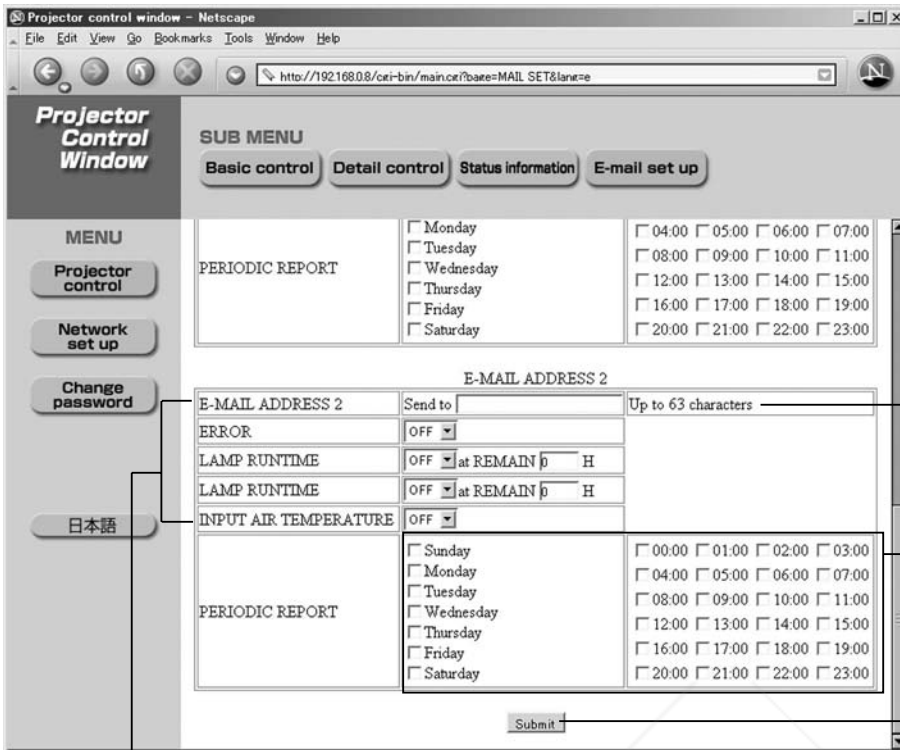 Projector control window - Netscape
File Edit View Go Bookmarks Tools Window Help
http://192.168.0.8/cgi-bin/main.cgi?page=MAIL_SET&lang=e
N
Projector
Control
Window
SUB MENU
Basic control Detail control Status information E-mail set up
MENU
Projector
control
Network
set up
Change
password
日本語
PERIODIC REPORT
Monday
Tuesday
Wednesday
Thursday
Friday
Saturday
04:00 05:00 06:00 07:00
08:00 09:00 10:00 11:00
12:00 13:00 14:00 15:00
16:00 17:00 18:00 19:00
20:00 21:00 22:00 23:00
E-MAIL ADDRESS 2
E-MAIL ADDRESS 2 Send to Up to 63 characters
ERROR OFF
LAMP RUNTIME OFF at REMAIN 0 H
LAMP RUNTIME OFF at REMAIN 0 H
INPUT AIR TEMPERATURE OFF
PERIODIC REPORT
Sunday
Monday
Tuesday
Wednesday
Thursday
Friday
Saturday
00:00 01:00 02:00 03:00
04:00 05:00 06:00 07:00
08:00 09:00 10:00 11:00
12:00 13:00 14:00 15:00
16:00 17:00 18:00 19:00
20:00 21:00 22:00 23:00
Submit